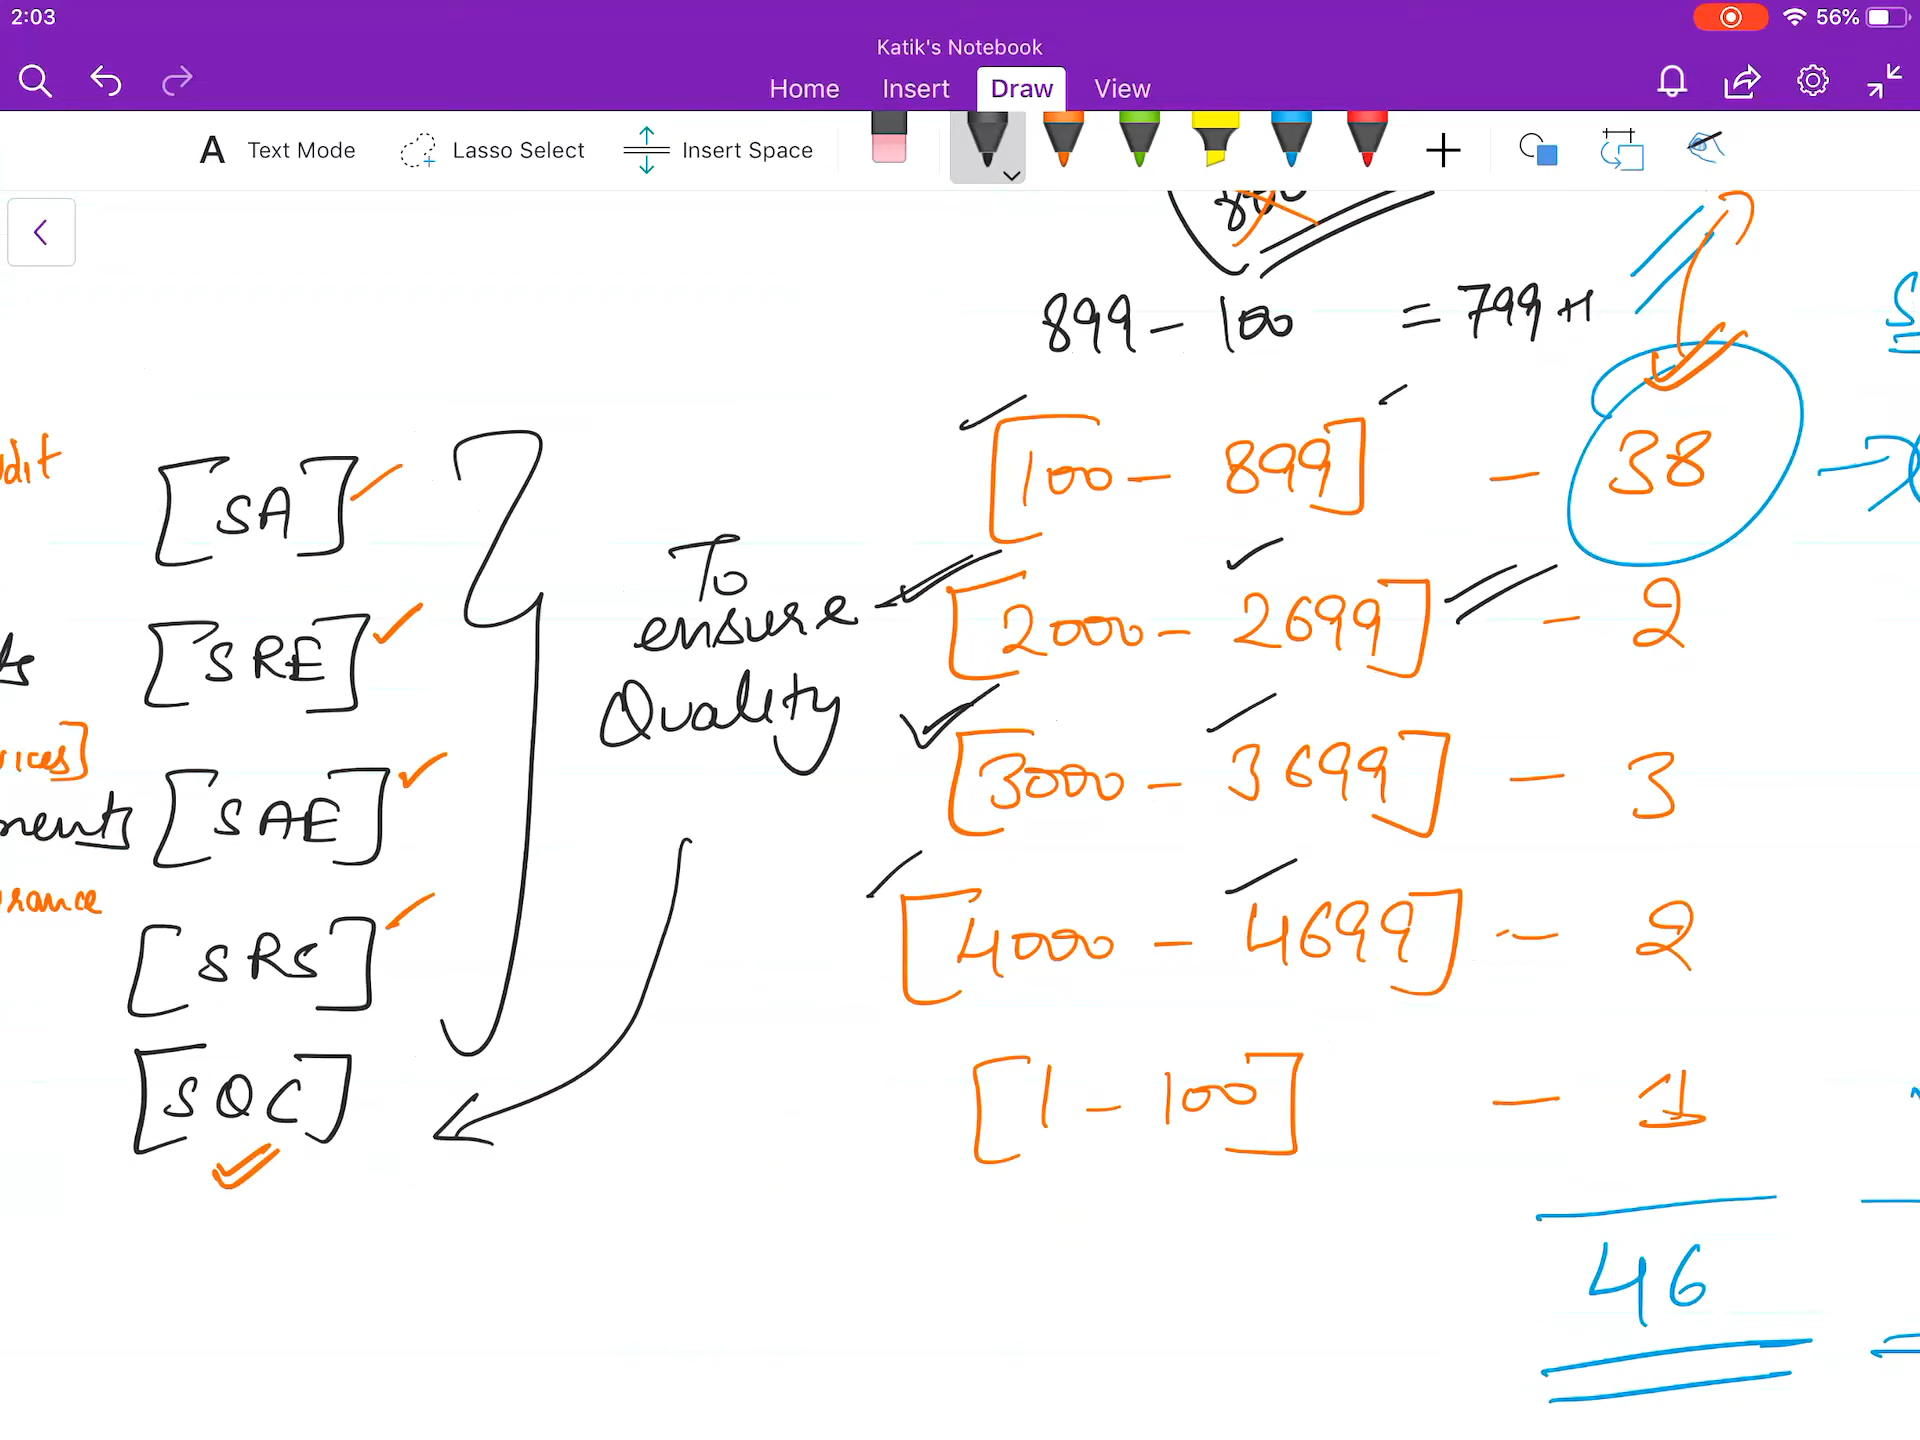 2:03
56%
Katik's Notebook
Home Insert Draw View
A Text Mode Lasso Select Insert Space
899 - 100 = 799 +1
[100 - 899] - 38
[SA]
To
ensure
Quality
[2000 - 2699] - 2
[SRE]
[3000 - 3699] - 3
[SAE]
[4000 - 4699] - 2
[SRS]
[SQC]
[1 - 100] - 1
46